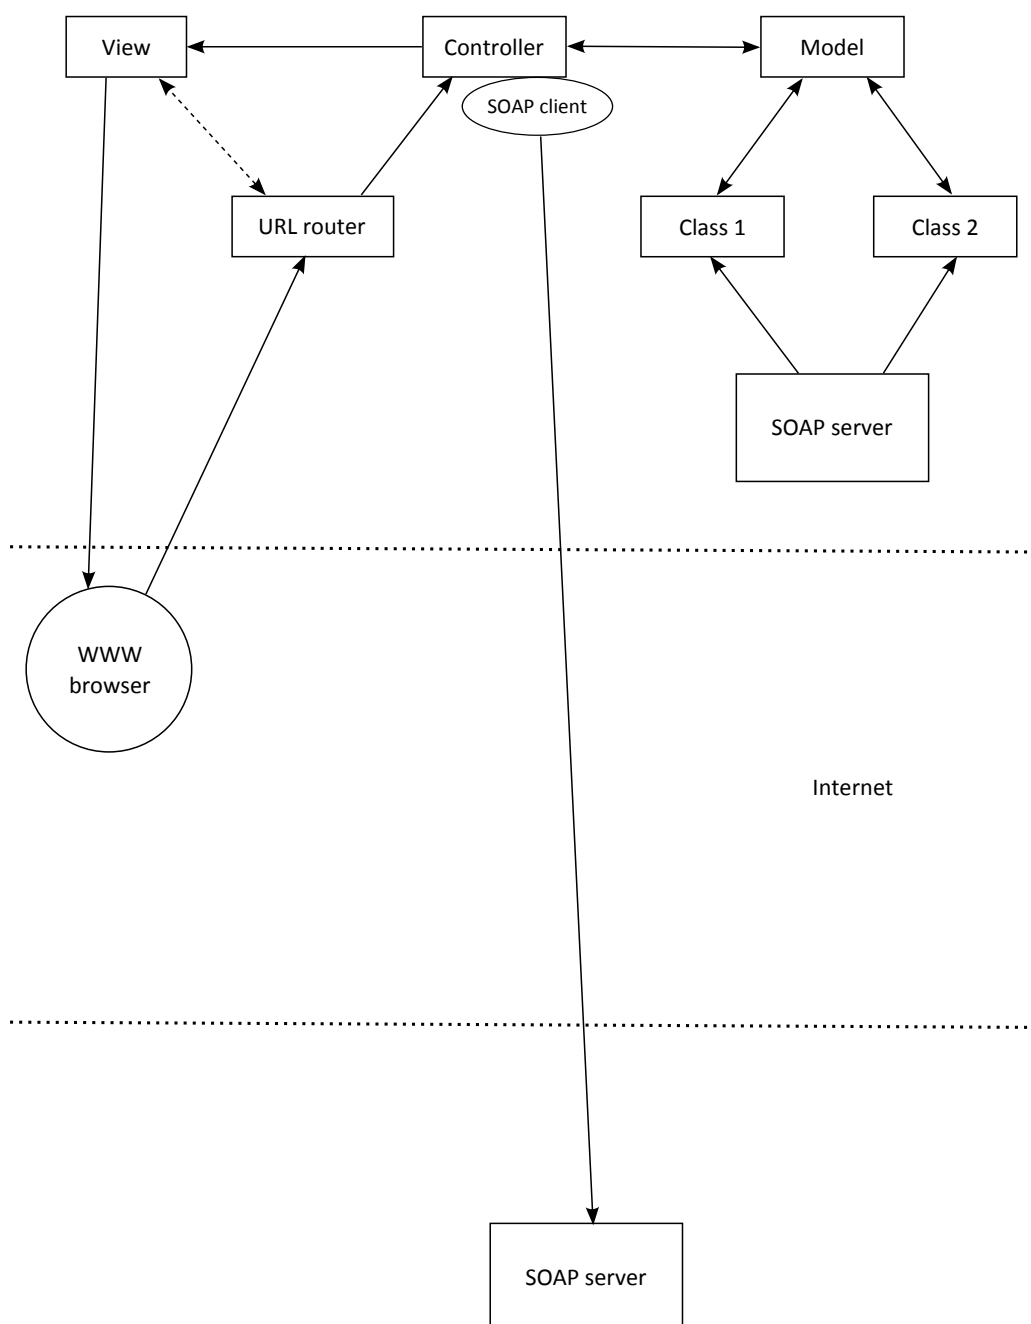 View
Controller
Model
SOAP client
URL router
Class 1
Class 2
SOAP server
WWW
browser
Internet
SOAP server